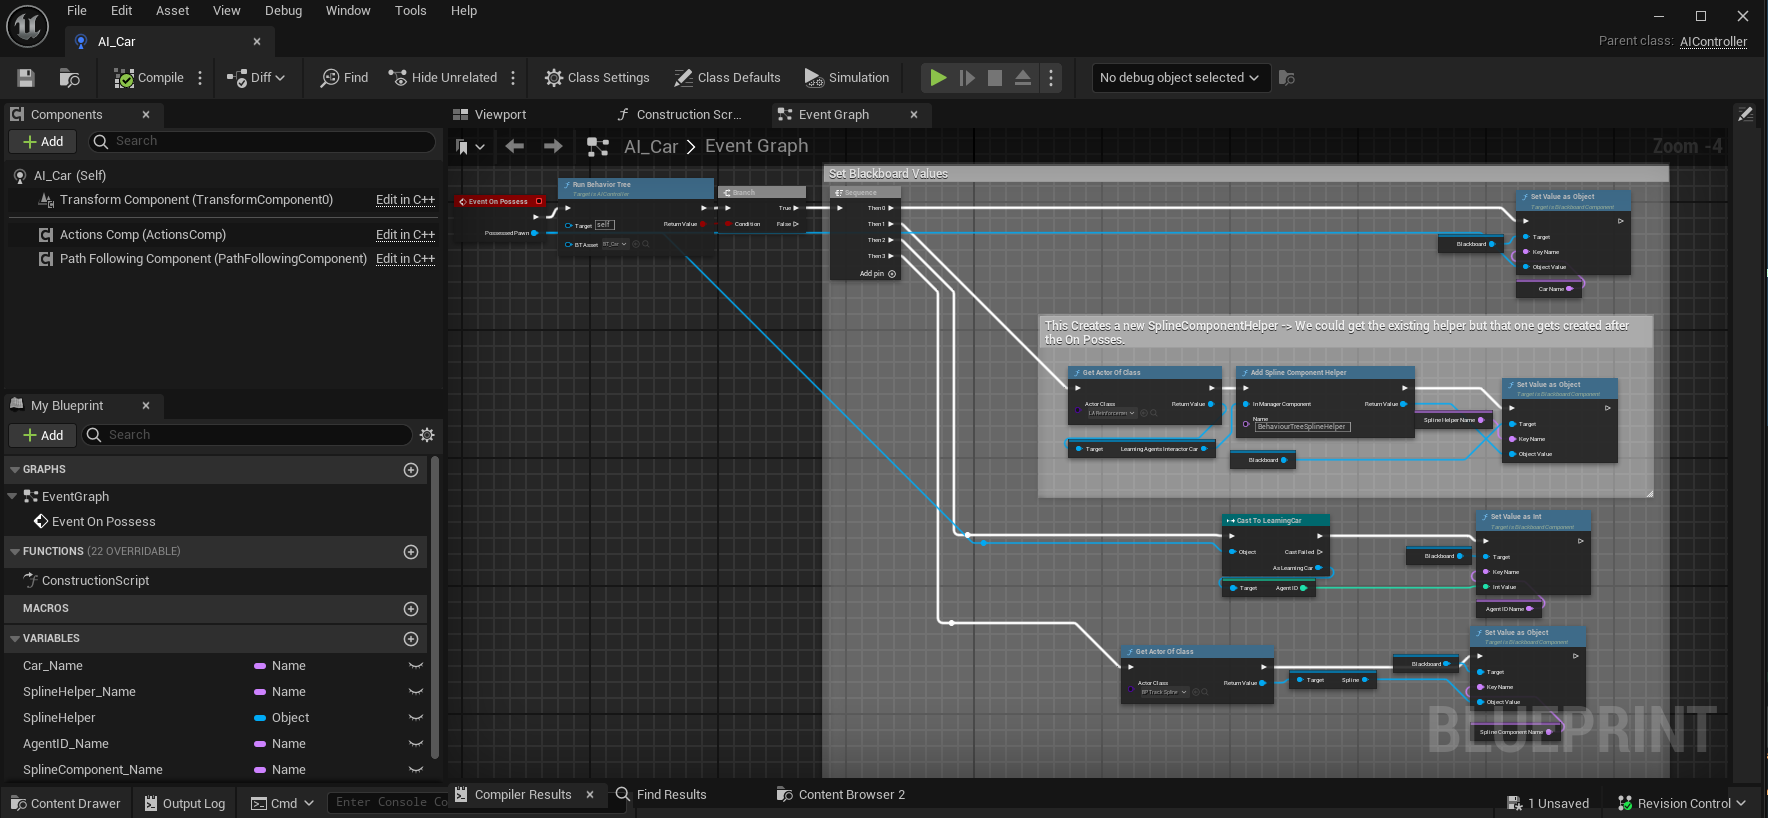 File Edit Asset View Debug Window Tools Help
AI_Car
Parent class: AIController
Compile Diff Find Hide Unrelated Class Settings Class Defaults Simulation No debug object selected
Components Viewport Construction Scr... Event Graph
Add Search
AI_Car > Event Graph Zoom -4
AI_Car (Self)
Transform Component (TransformComponent0) Edit in C++
Actions Comp (ActionsComp) Edit in C++
Path Following Component (PathFollowingComponent) Edit in C++
My Blueprint
Add Search
GRAPHS
EventGraph
Event On Possess
FUNCTIONS (22 OVERRIDABLE)
ConstructionScript
MACROS
VARIABLES
Car_Name Name
SplineHelper_Name Name
SplineHelper Object
AgentID_Name Name
SplineComponent_Name Name
Event On Possess
Possessed Pawn
Run Behavior Tree
Target is AI Controller
Target self Return Value
BT Asset BT_Car
Branch
True
Condition False
Set Blackboard Values
Sequence
Then 0
Then 1
Then 2
Then 3
Add pin
Blackboard
Set Value as Object
Target is Blackboard Component
Target
Key Name
Object Value
Car Name
This Creates a new SplineComponentHelper -> We could get the existing helper but that one gets created after
the On Posses.
Get Actor Of Class
Actor Class Return Value
Target Learning Agents Interactor Car
Add Spline Component Helper
In Manager Component Return Value
Name
BehaviourTreeSplineHelper
Blackboard
Spline Helper Name
Set Value as Object
Target is Blackboard Component
Target
Key Name
Object Value
Cast To LearningCar
Object Cast Failed
As Learning Car
Target Agent ID
Blackboard
Set Value as Int
Target is Blackboard Component
Target
Key Name
Int Value
Agent ID Name
Get Actor Of Class
Actor Class Return Value
BP Track Spline
Target Spline
Blackboard
Set Value as Object
Target is Blackboard Component
Target
Key Name
Object Value
Spline Component Name
BLUEPRINT
Compiler Results Find Results Content Browser 2
Content Drawer Output Log Cmd Enter Console Co 1 Unsaved Revision Control